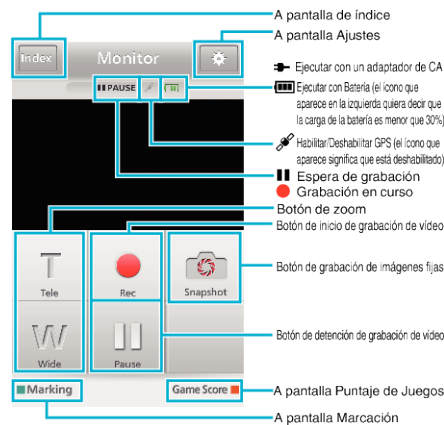 A pantalla de índice
A pantalla Ajustes
Index
Monitor
PAUSE
Ejecutar con un adaptador de CA
Ejecutar con Batería (el ícono que
aparece en la izquierda quiera decir que
la carga de la batería es menor que 30%)
Habilitar/Deshabilitar GPS (el ícono que
aparece significa que está deshabilitado)
Espera de grabación
Grabación en curso
Botón de zoom
Botón de inicio de grabación de vídeo
T
Tele
Rec
Snapshot
Botón de grabación de imágenes fijas
W
Wide
Pause
Botón de detención de grabación de video
Marking
Game Score
A pantalla Puntaje de Juegos
A pantalla Marcación